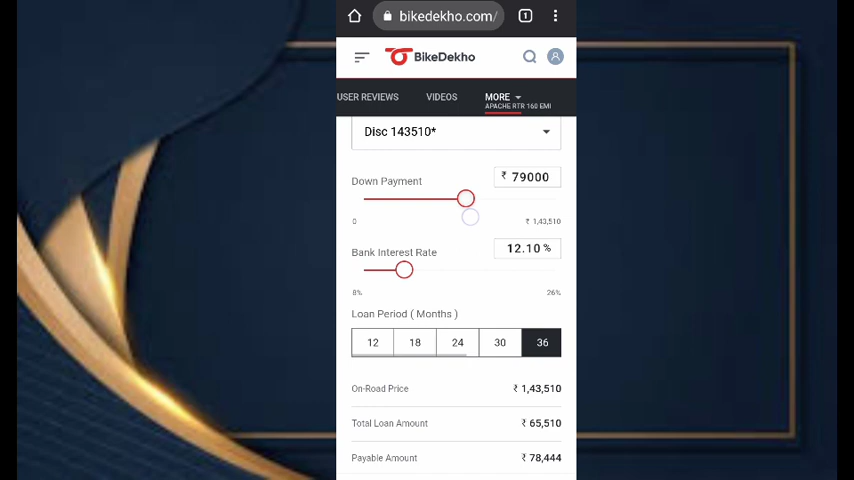 bikedekho.com/
1
BikeDekho
USER REVIEWS VIDEOS MORE
APACHE RTR 160 EMI
Disc 143510*
Down Payment ₹ 79000
0 ₹ 1,43,510
Bank Interest Rate 12.10 %
8% 26%
Loan Period ( Months )
12 18 24 30 36
On-Road Price ₹ 1,43,510
Total Loan Amount ₹ 65,510
Payable Amount ₹ 78,444